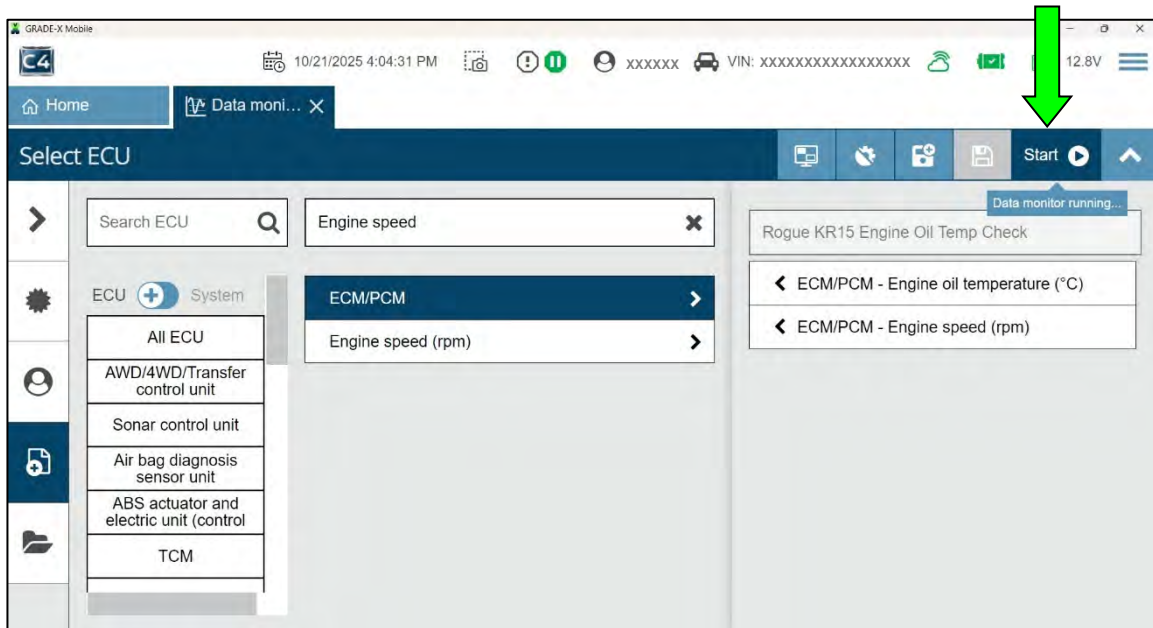 GRADE-X Mobile
C4
10/21/2025 4:04:31 PM
xxxxxx
VIN: xxxxxxxxxxxxxxxxx
12.8V
Home
Data moni...
Select ECU
Start
Data monitor running...
Search ECU
Engine speed
Rogue KR15 Engine Oil Temp Check
ECU
System
ECM/PCM
ECM/PCM - Engine oil temperature (°C)
All ECU
Engine speed (rpm)
ECM/PCM - Engine speed (rpm)
AWD/4WD/Transfer
control unit
Sonar control unit
Air bag diagnosis
sensor unit
ABS actuator and
electric unit (control
TCM